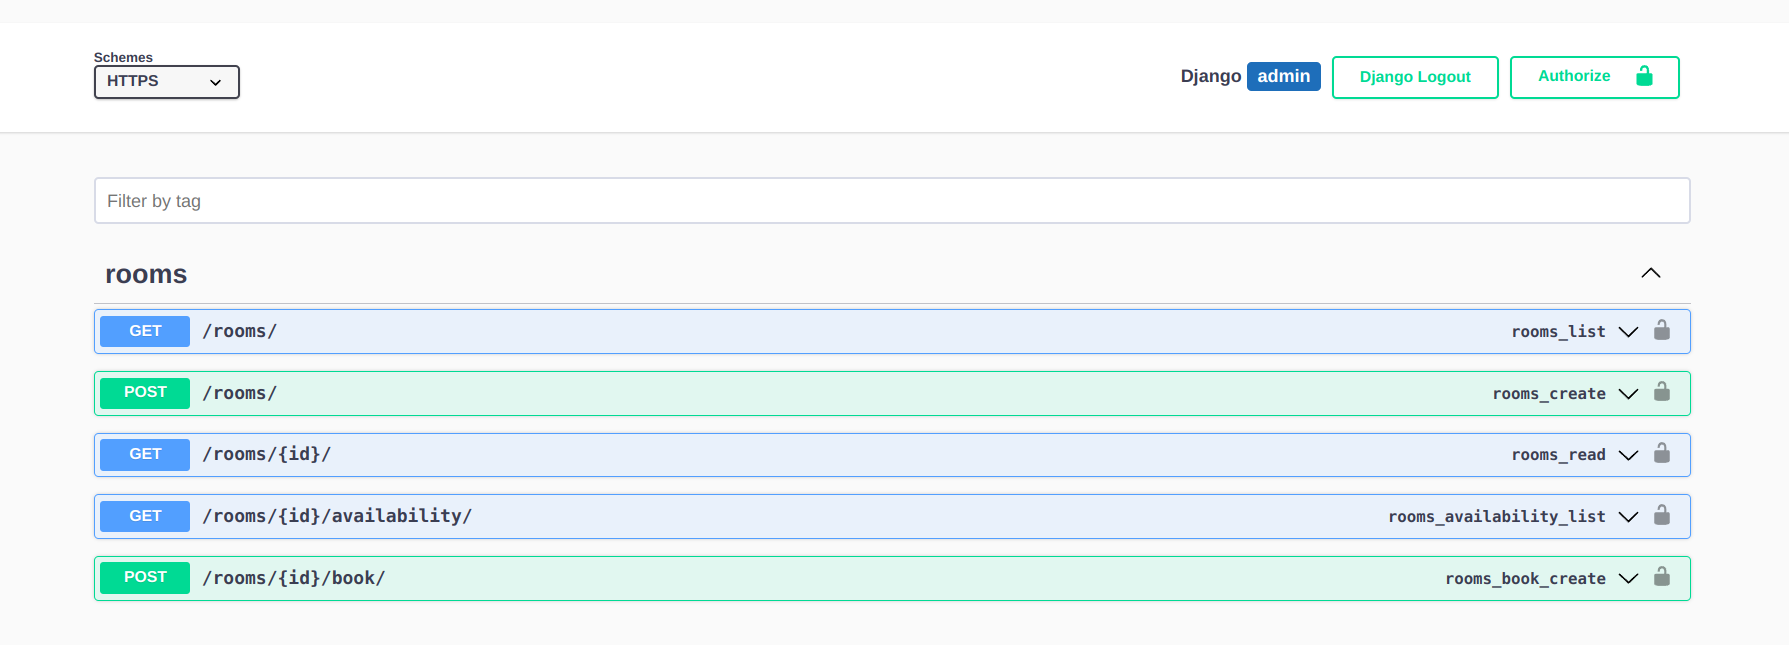 Schemes
HTTPS
Django admin
Django Logout
Authorize
Filter by tag
rooms
GET /rooms/ rooms_list
POST /rooms/ rooms_create
GET /rooms/{id}/ rooms_read
GET /rooms/{id}/availability/ rooms_availability_list
POST /rooms/{id}/book/ rooms_book_create